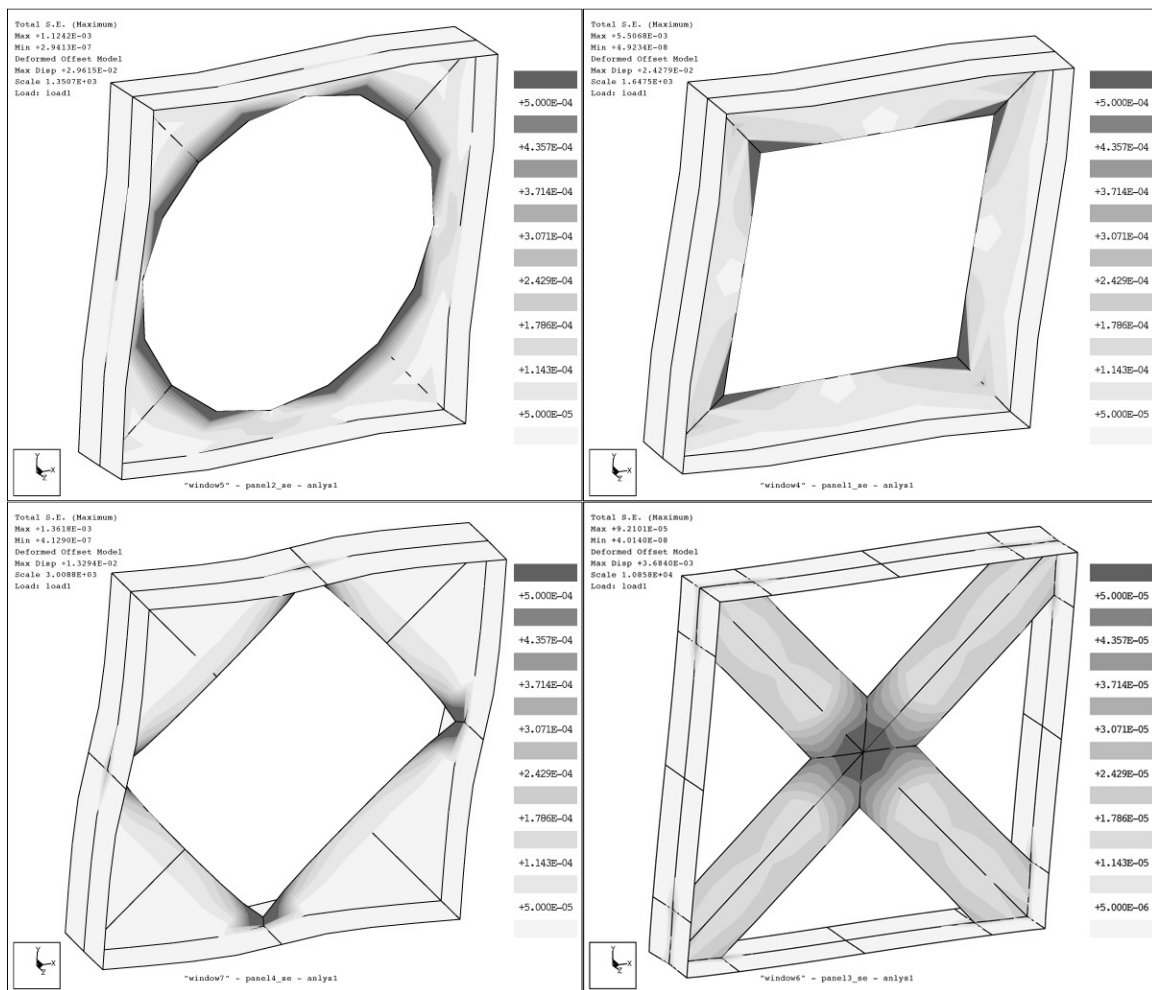 Total S.E. (Maximum)
Max +1.1242E-03
Min +2.9413E-07
Deformed Offset Model
Max Disp +2.9615E-02
Scale 1.3507E+03
Load: load1
+5.000E-04
+4.357E-04
+3.714E-04
+3.071E-04
+2.429E-04
+1.786E-04
+1.143E-04
+5.000E-05
Y
X
Z
"window5" - panel2_se - anlys1
Total S.E. (Maximum)
Max +5.5068E-03
Min +4.9234E-08
Deformed Offset Model
Max Disp +2.4279E-02
Scale 1.6475E+03
Load: load1
+5.000E-04
+4.357E-04
+3.714E-04
+3.071E-04
+2.429E-04
+1.786E-04
+1.143E-04
+5.000E-05
Y
X
Z
"window4" - panel1_se - anlys1
Total S.E. (Maximum)
Max +1.3618E-03
Min +4.1290E-07
Deformed Offset Model
Max Disp +1.3294E-02
Scale 3.0088E+03
Load: load1
+5.000E-04
+4.357E-04
+3.714E-04
+3.071E-04
+2.429E-04
+1.786E-04
+1.143E-04
+5.000E-05
Y
X
Z
"window7" - panel4_se - anlys1
Total S.E. (Maximum)
Max +9.2101E-05
Min +4.0140E-08
Deformed Offset Model
Max Disp +3.6840E-03
Scale 1.0858E+04
Load: load1
+5.000E-05
+4.357E-05
+3.714E-05
+3.071E-05
+2.429E-05
+1.786E-05
+1.143E-05
+5.000E-06
Y
X
Z
"window6" - panel3_se - anlys1